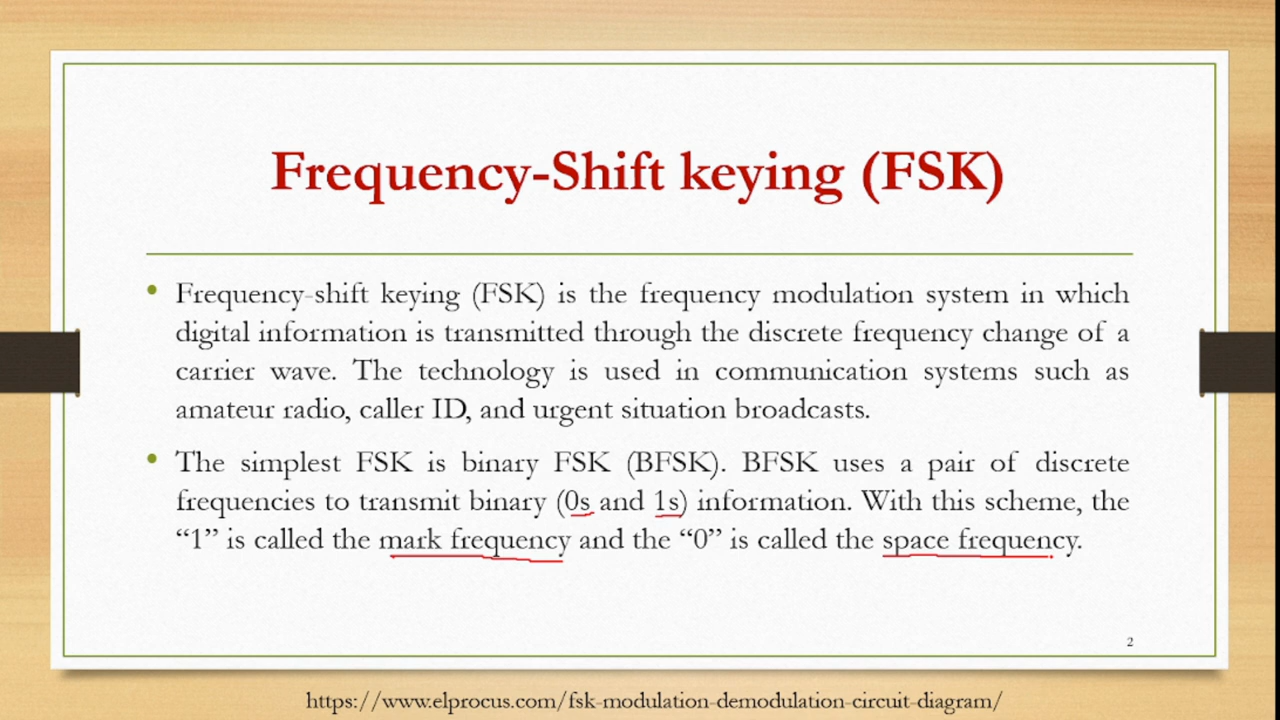 Frequency-Shift keying (FSK)
• Frequency-shift keying (FSK) is the frequency modulation system in which
digital information is transmitted through the discrete frequency change of a
carrier wave. The technology is used in communication systems such as
amateur radio, caller ID, and urgent situation broadcasts.
• The simplest FSK is binary FSK (BFSK). BFSK uses a pair of discrete
frequencies to transmit binary (0s and 1s) information. With this scheme, the
“1” is called the mark frequency and the “0” is called the space frequency.
2
https://www.elprocus.com/fsk-modulation-demodulation-circuit-diagram/